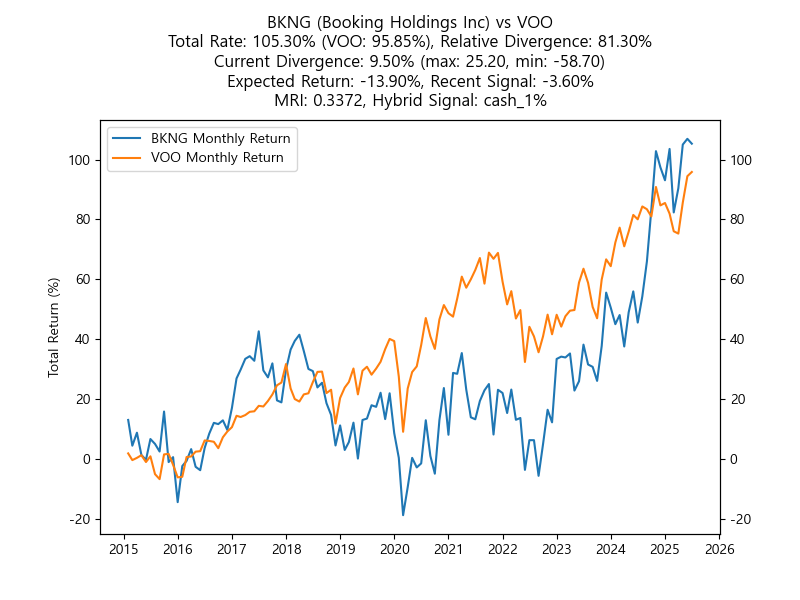 BKNG (Booking Holdings Inc) vs VOO
Total Rate: 105.30% (VOO: 95.85%), Relative Divergence: 81.30%
Current Divergence: 9.50% (max: 25.20, min: -58.70)
Expected Return: -13.90%, Recent Signal: -3.60%
MRI: 0.3372, Hybrid Signal: cash_1%
BKNG Monthly Return
VOO Monthly Return
Total Return (%)
100
80
60
40
20
0
-20
100
80
60
40
20
0
-20
2015 2016 2017 2018 2019 2020 2021 2022 2023 2024 2025 2026